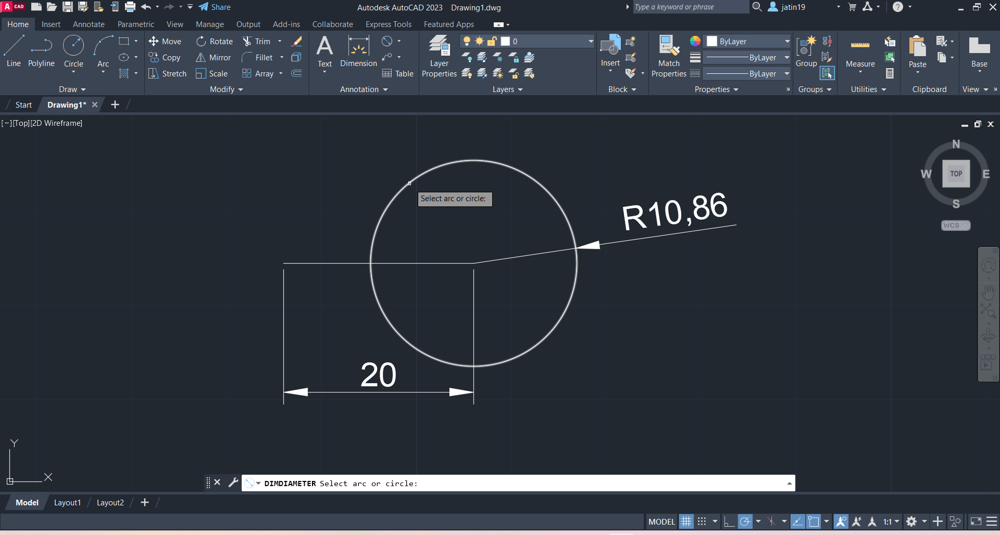 A CAD
Share
Autodesk AutoCAD 2023 Drawing1.dwg
Type a keyword or phrase
jatin19
Home Insert Annotate Parametric View Manage Output Add-ins Collaborate Express Tools Featured Apps
Line Polyline Circle Arc
Draw
Move Rotate Trim
Copy Mirror Fillet
Stretch Scale Array
Modify
Text Dimension Table
Annotation
Layer Properties
0
Layers
Insert
Block
Match Properties
ByLayer
ByLayer
ByLayer
Properties
Group
Groups
Measure
Utilities
Paste
Clipboard
Base
View
Start Drawing1*
[−][Top][2D Wireframe]
N
W TOP E
S
WCS
Select arc or circle:
R10,86
20
Y
X
DIMDIAMETER Select arc or circle:
Model Layout1 Layout2
MODEL 1:1